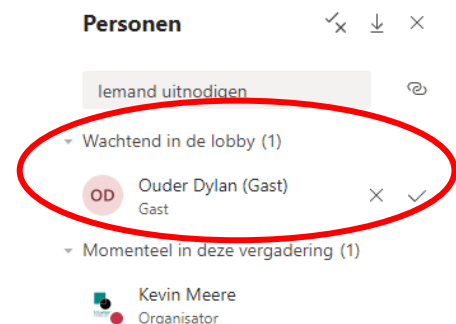 Personen
Iemand uitnodigen
Wachtend in de lobby (1)
OD
Ouder Dylan (Gast)
Gast
Momenteel in deze vergadering (1)
Kevin Meere
Organisator